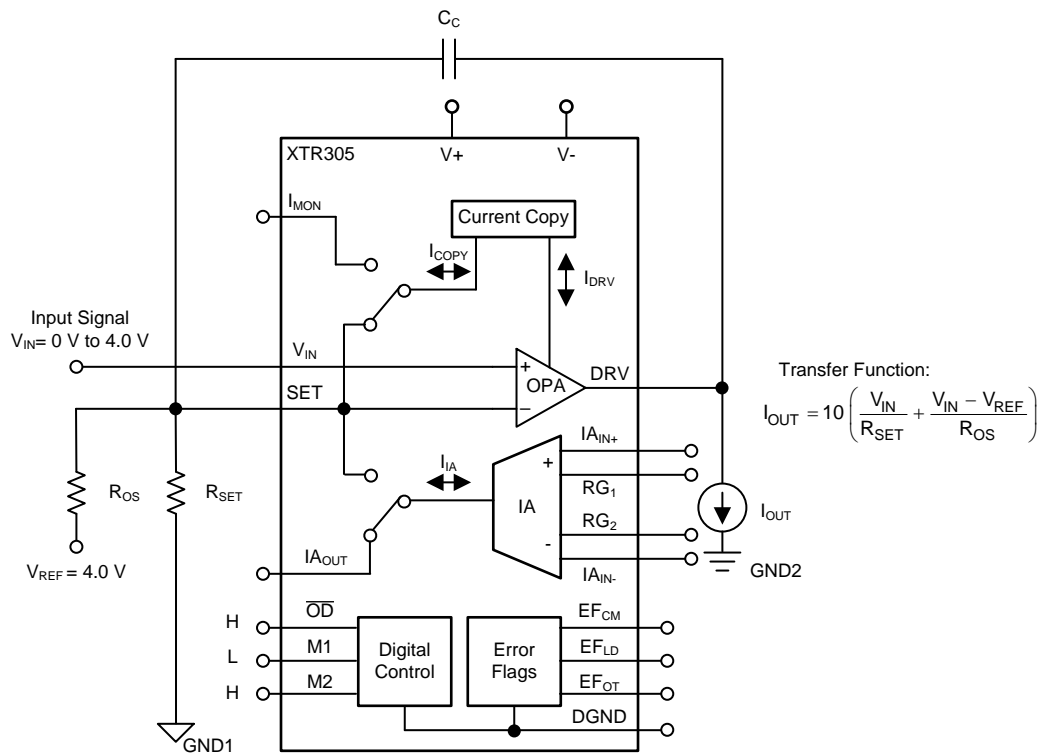 C_C
XTR305
V+
V-
I_MON
Current Copy
I_COPY
I_DRV
Input Signal
V_IN= 0 V to 4.0 V
V_IN
+
OPA
DRV
SET
−
Transfer Function:
I_OUT = 10 ( V_IN / R_SET + (V_IN − V_REF) / R_OS )
IA_IN+
I_IA
+
RG_1
R_OS
R_SET
IA
I_OUT
RG_2
-
V_REF = 4.0 V
IA_OUT
IA_IN-
GND2
H
O̅D̅
EF_CM
L
M1
Digital
Control
Error
Flags
EF_LD
H
M2
EF_OT
DGND
GND1